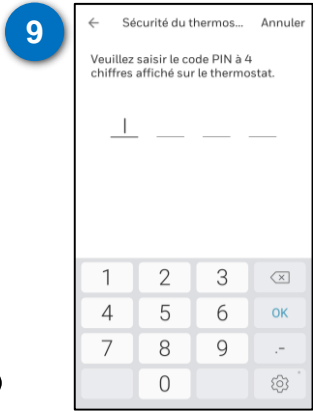 9
← Sécurité du thermos... Annuler
Veuillez saisir le code PIN à 4
chiffres affiché sur le thermostat.
1 2 3
4 5 6 OK
7 8 9 .-
0